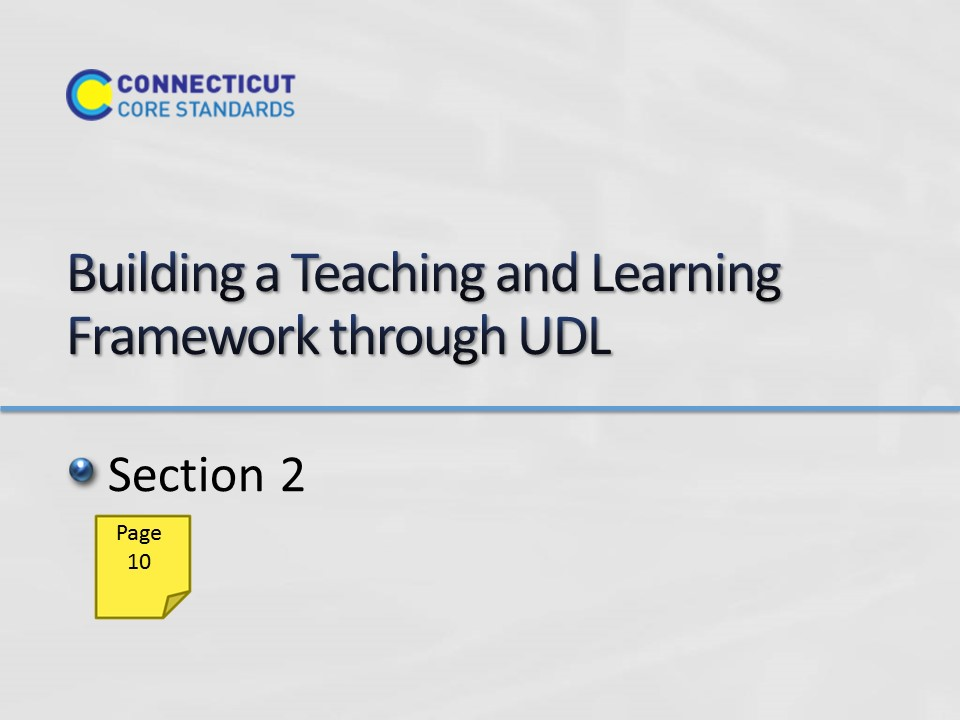 CONNECTICUT
CORE STANDARDS
Building a Teaching and Learning
Framework through UDL
Section 2
Page
10